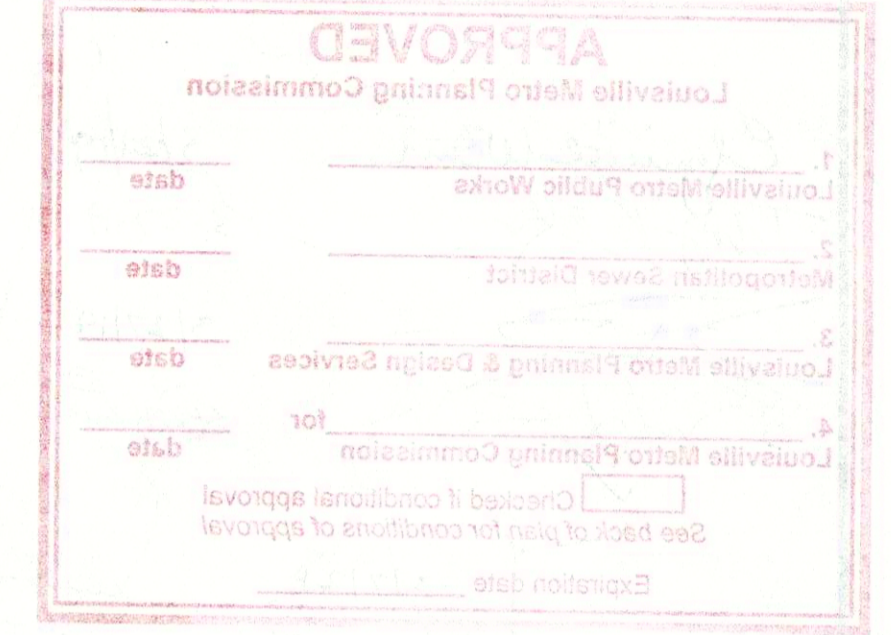 APPROVED
Louisville Metro Planning Commission
1.
Louisville Metro Public Works date
2.
Metropolitan Sewer District date
3.
Louisville Metro Planning & Design Services date
4. for
Louisville Metro Planning Commission date
Checked if conditional approval
See back of plan for conditions of approval
Expiration date